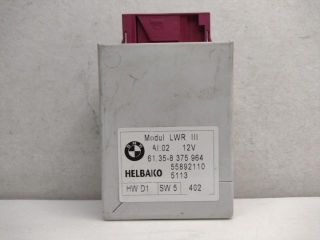 BMW
Modul LWR III
AI.02 12V
61.35-8 375 964
55892110
HELBAKO 5113
HW D1 SW 5 402